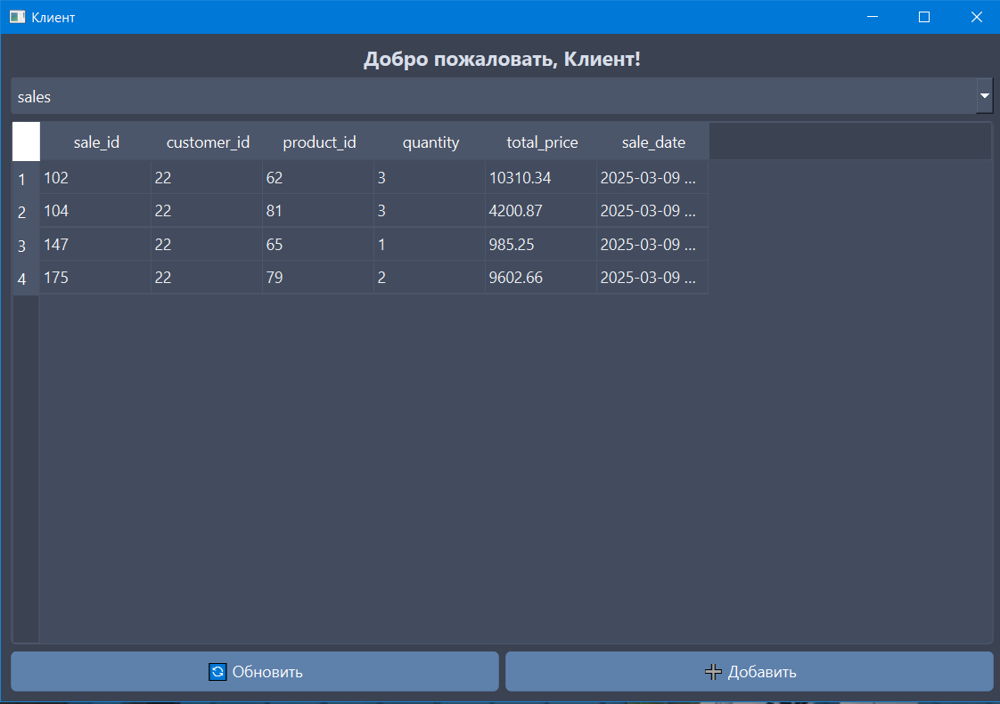 Клиент
Добро пожаловать, Клиент!
sales
sale_id customer_id product_id quantity total_price sale_date
1 102 22 62 3 10310.34 2025-03-09 ...
2 104 22 81 3 4200.87 2025-03-09 ...
3 147 22 65 1 985.25 2025-03-09 ...
4 175 22 79 2 9602.66 2025-03-09 ...
Обновить Добавить